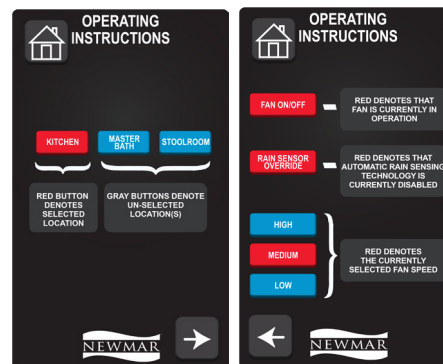 OPERATING
INSTRUCTIONS
KITCHEN
MASTER
BATH
STOOLROOM
RED BUTTON
DENOTES
SELECTED
LOCATION
GRAY BUTTONS DENOTE
UN-SELECTED
LOCATION(S)
NEWMAR
OPERATING
INSTRUCTIONS
FAN ON/OFF
RED DENOTES THAT
FAN IS CURRENTLY IN
OPERATION
RAIN SENSOR
OVERRIDE
RED DENOTES THAT
AUTOMATIC RAIN SENSING
TECHNOLOGY IS
CURRENTLY DISABLED
HIGH
MEDIUM
LOW
RED DENOTES
THE CURRENTLY
SELECTED FAN SPEED
NEWMAR